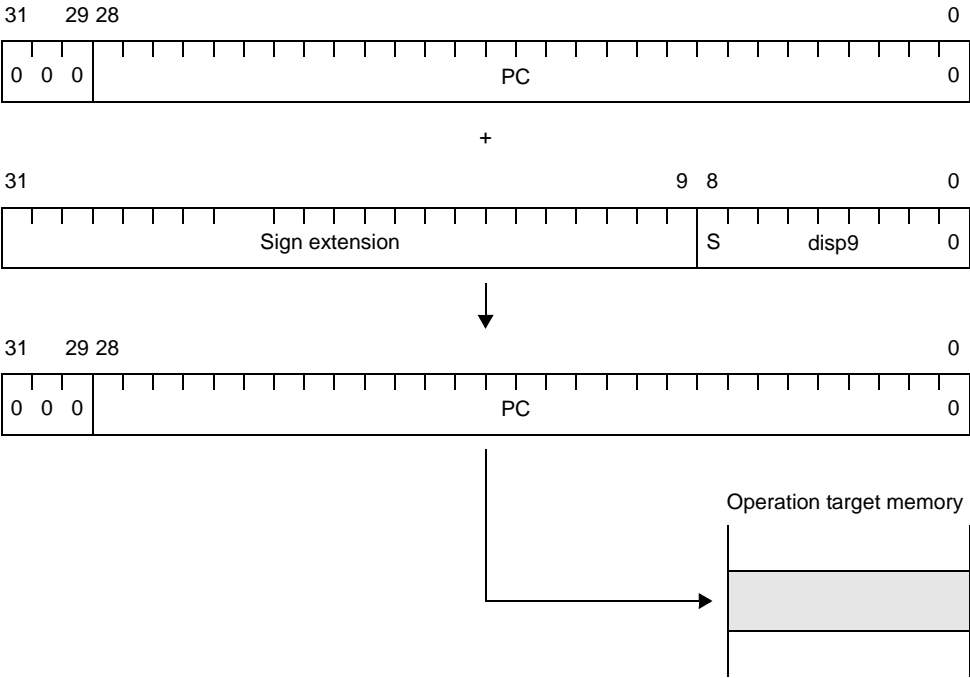 31 29 28 0
0 0 0 PC 0
+
31 9 8 0
Sign extension S disp9 0
31 29 28 0
0 0 0 PC 0
Operation target memory